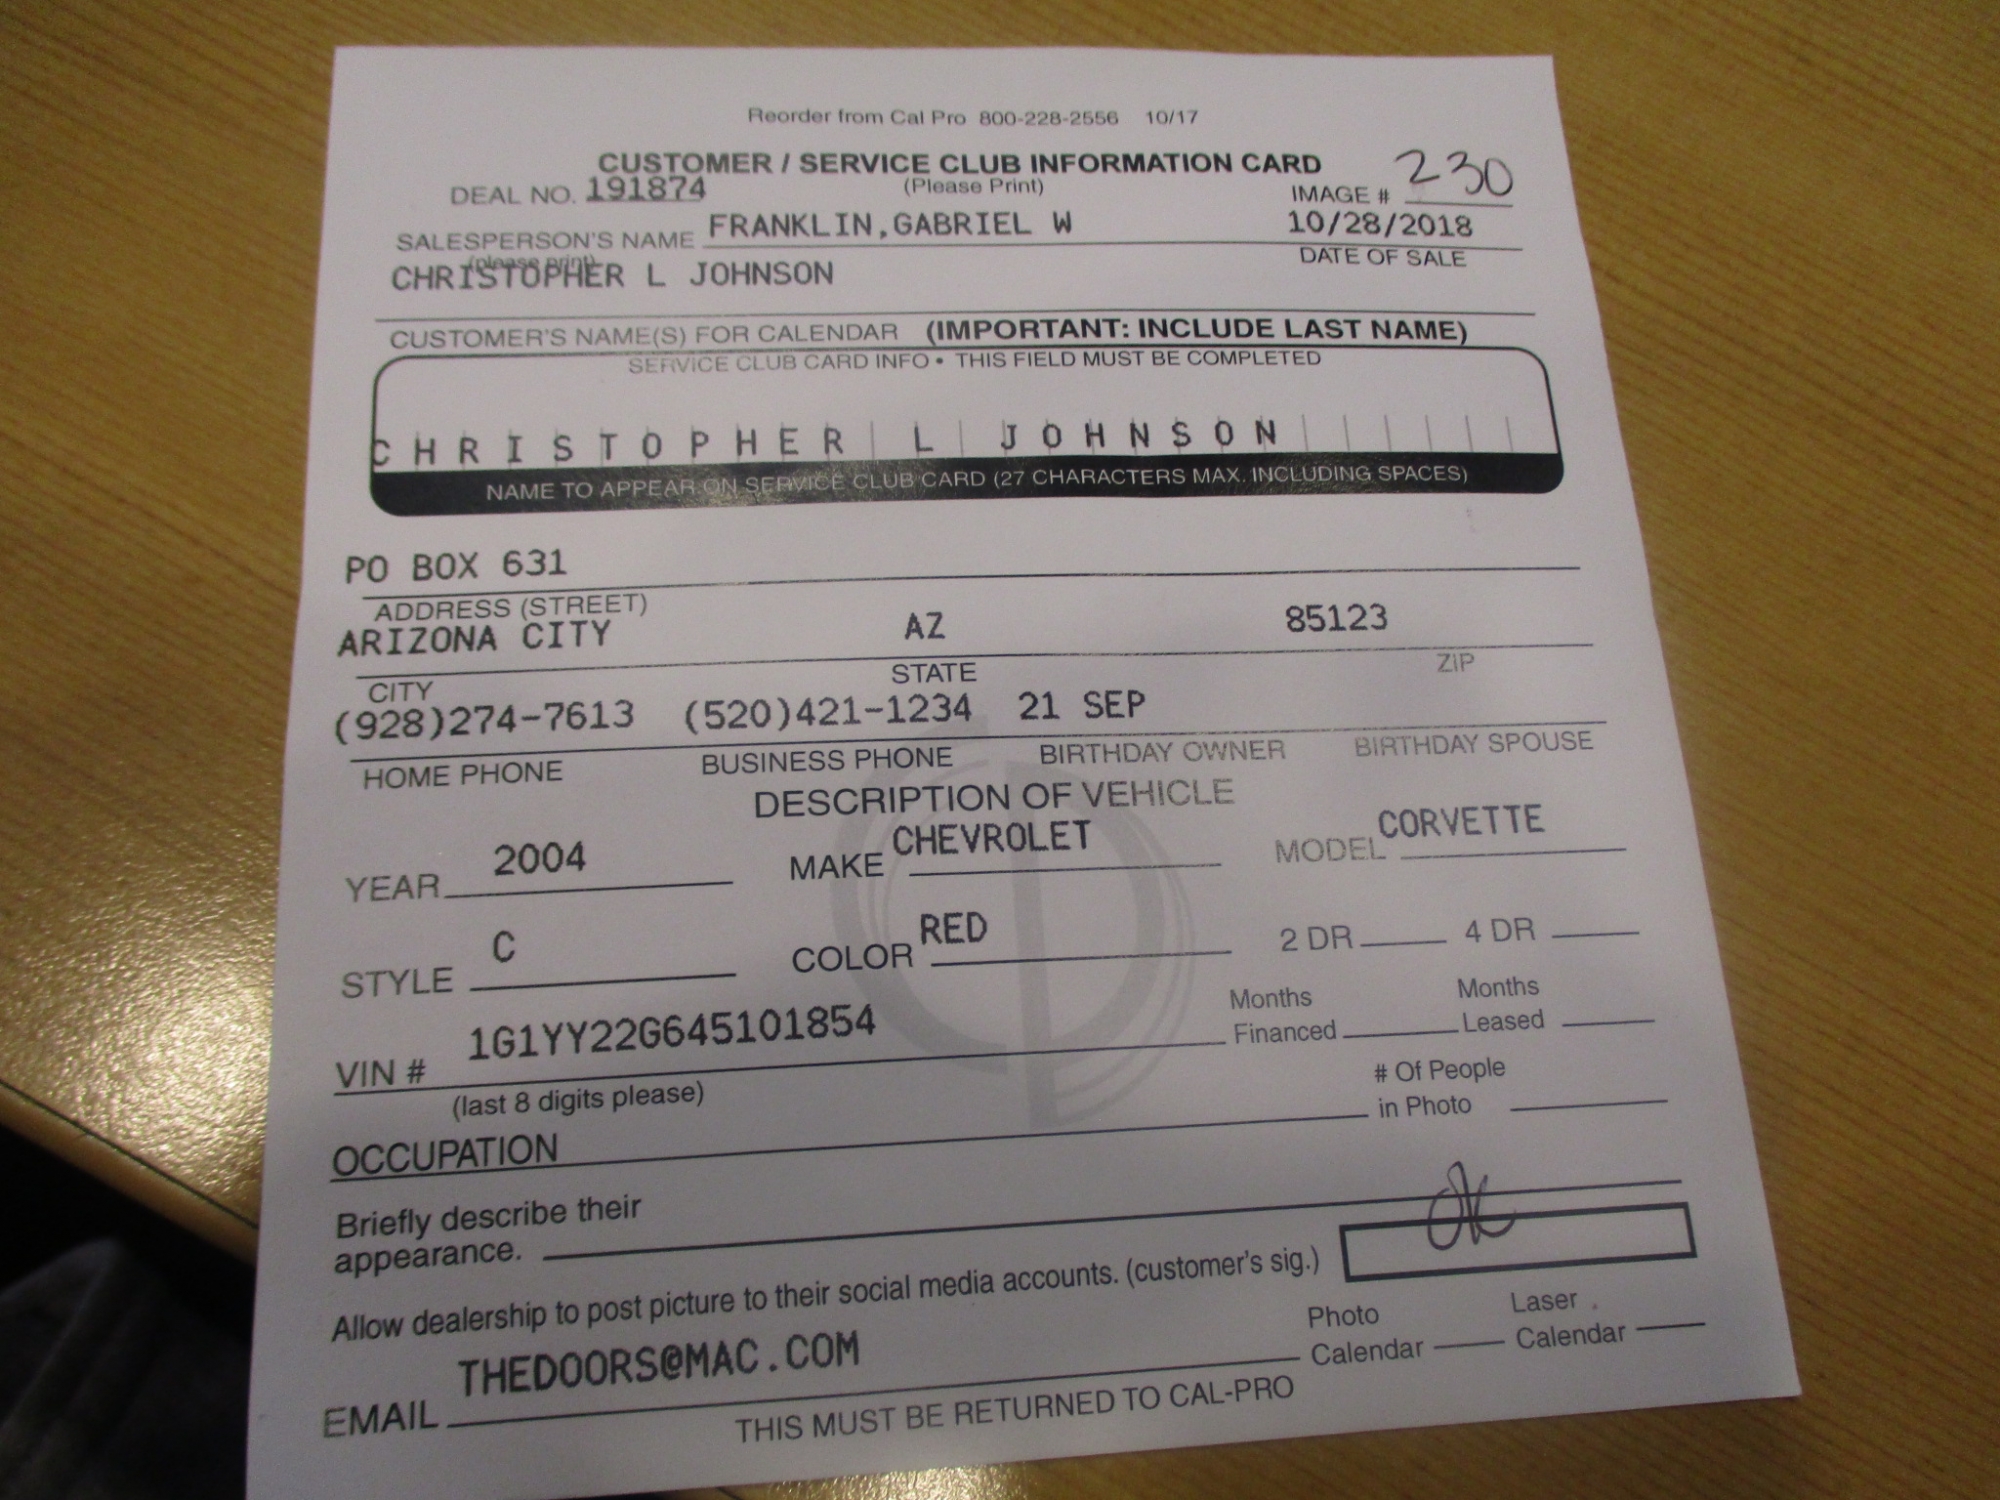 Reorder from Cal Pro 800-228-2556 10/17
CUSTOMER / SERVICE CLUB INFORMATION CARD
DEAL NO. 191874 (Please Print) IMAGE # 230
SALESPERSON'S NAME FRANKLIN,GABRIEL W 10/28/2018
(please print) DATE OF SALE
CHRISTOPHER L JOHNSON
CUSTOMER'S NAME(S) FOR CALENDAR (IMPORTANT: INCLUDE LAST NAME)
SERVICE CLUB CARD INFO • THIS FIELD MUST BE COMPLETED
CHRISTOPHER L JOHNSON
NAME TO APPEAR ON SERVICE CLUB CARD (27 CHARACTERS MAX. INCLUDING SPACES)
PO BOX 631
ADDRESS (STREET)
ARIZONA CITY AZ 85123
CITY STATE ZIP
(928)274-7613 (520)421-1234 21 SEP
HOME PHONE BUSINESS PHONE BIRTHDAY OWNER BIRTHDAY SPOUSE
DESCRIPTION OF VEHICLE
YEAR 2004 MAKE CHEVROLET MODEL CORVETTE
STYLE C COLOR RED 2 DR 4 DR
VIN # 1G1YY22G645101854 Months Financed Months Leased
(last 8 digits please)
OCCUPATION # Of People in Photo
Briefly describe their
appearance.
Allow dealership to post picture to their social media accounts. (customer's sig.) OK
EMAIL THEDOORS@MAC.COM Photo Calendar Laser Calendar
THIS MUST BE RETURNED TO CAL-PRO